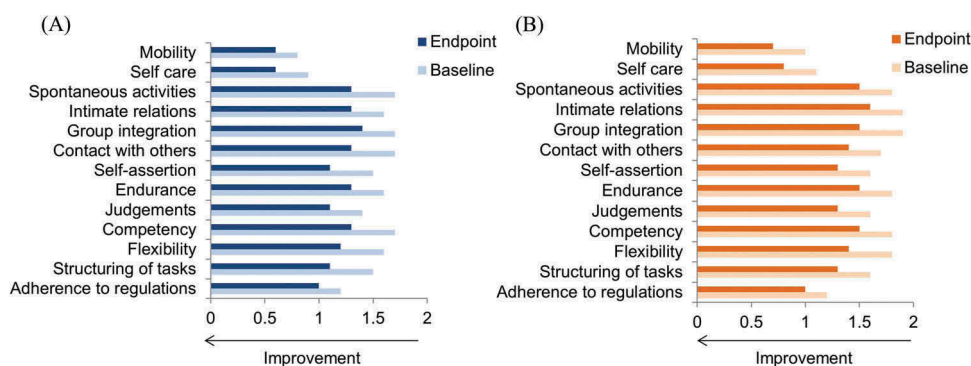 (A)
Endpoint
Baseline
Mobility
Self care
Spontaneous activities
Intimate relations
Group integration
Contact with others
Self-assertion
Endurance
Judgements
Competency
Flexibility
Structuring of tasks
Adherence to regulations
0 0.5 1 1.5 2
Improvement
(B)
Endpoint
Baseline
Mobility
Self care
Spontaneous activities
Intimate relations
Group integration
Contact with others
Self-assertion
Endurance
Judgements
Competency
Flexibility
Structuring of tasks
Adherence to regulations
0 0.5 1 1.5 2
Improvement